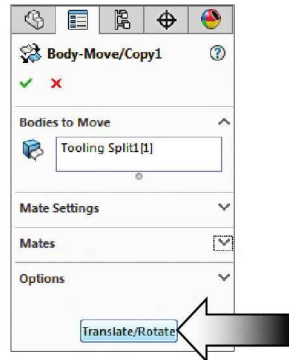 Body-Move/Copy1
Bodies to Move
Tooling Split1[1]
Mate Settings
Mates
Options
Translate/Rotate